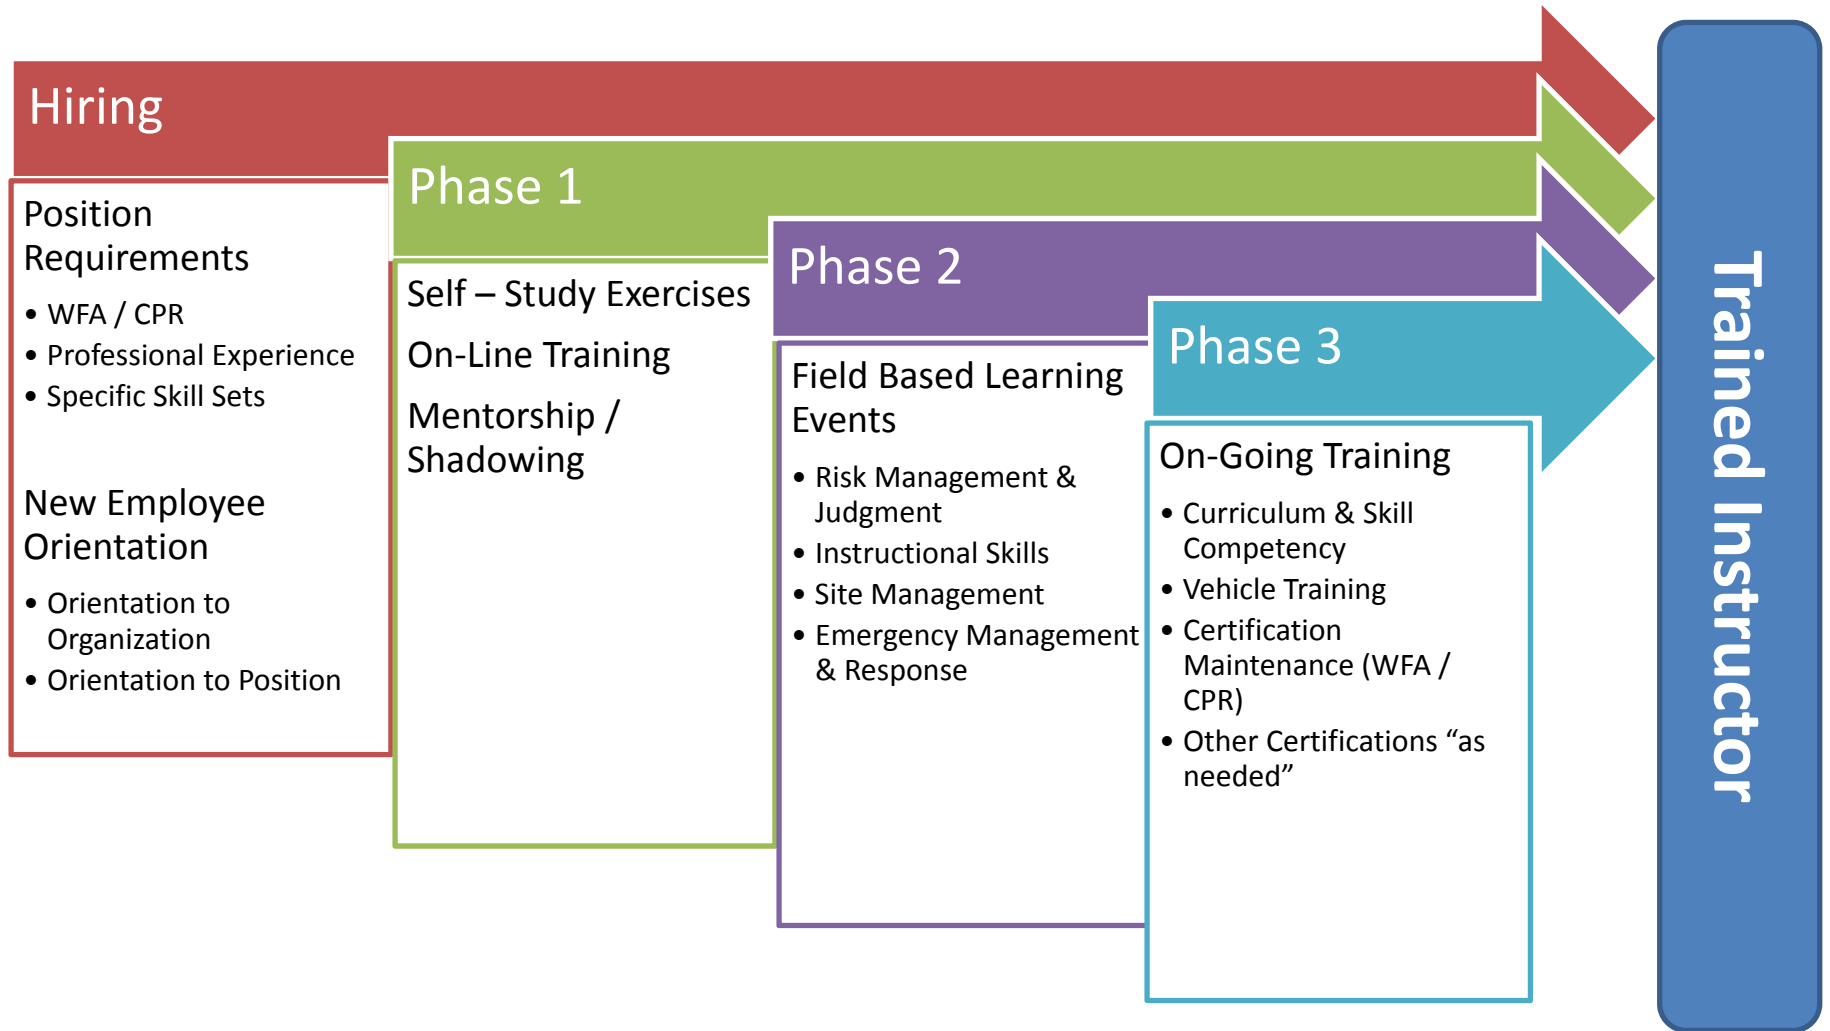 Hiring
Position
Requirements
• WFA / CPR
• Professional Experience
• Specific Skill Sets
New Employee
Orientation
• Orientation to
Organization
• Orientation to Position
Phase 1
Self – Study Exercises
On-Line Training
Mentorship /
Shadowing
Phase 2
Field Based Learning
Events
• Risk Management &
Judgment
• Instructional Skills
• Site Management
• Emergency Management
& Response
Phase 3
On-Going Training
• Curriculum & Skill
Competency
• Vehicle Training
• Certification
Maintenance (WFA /
CPR)
• Other Certifications “as
needed”
Trained Instructor